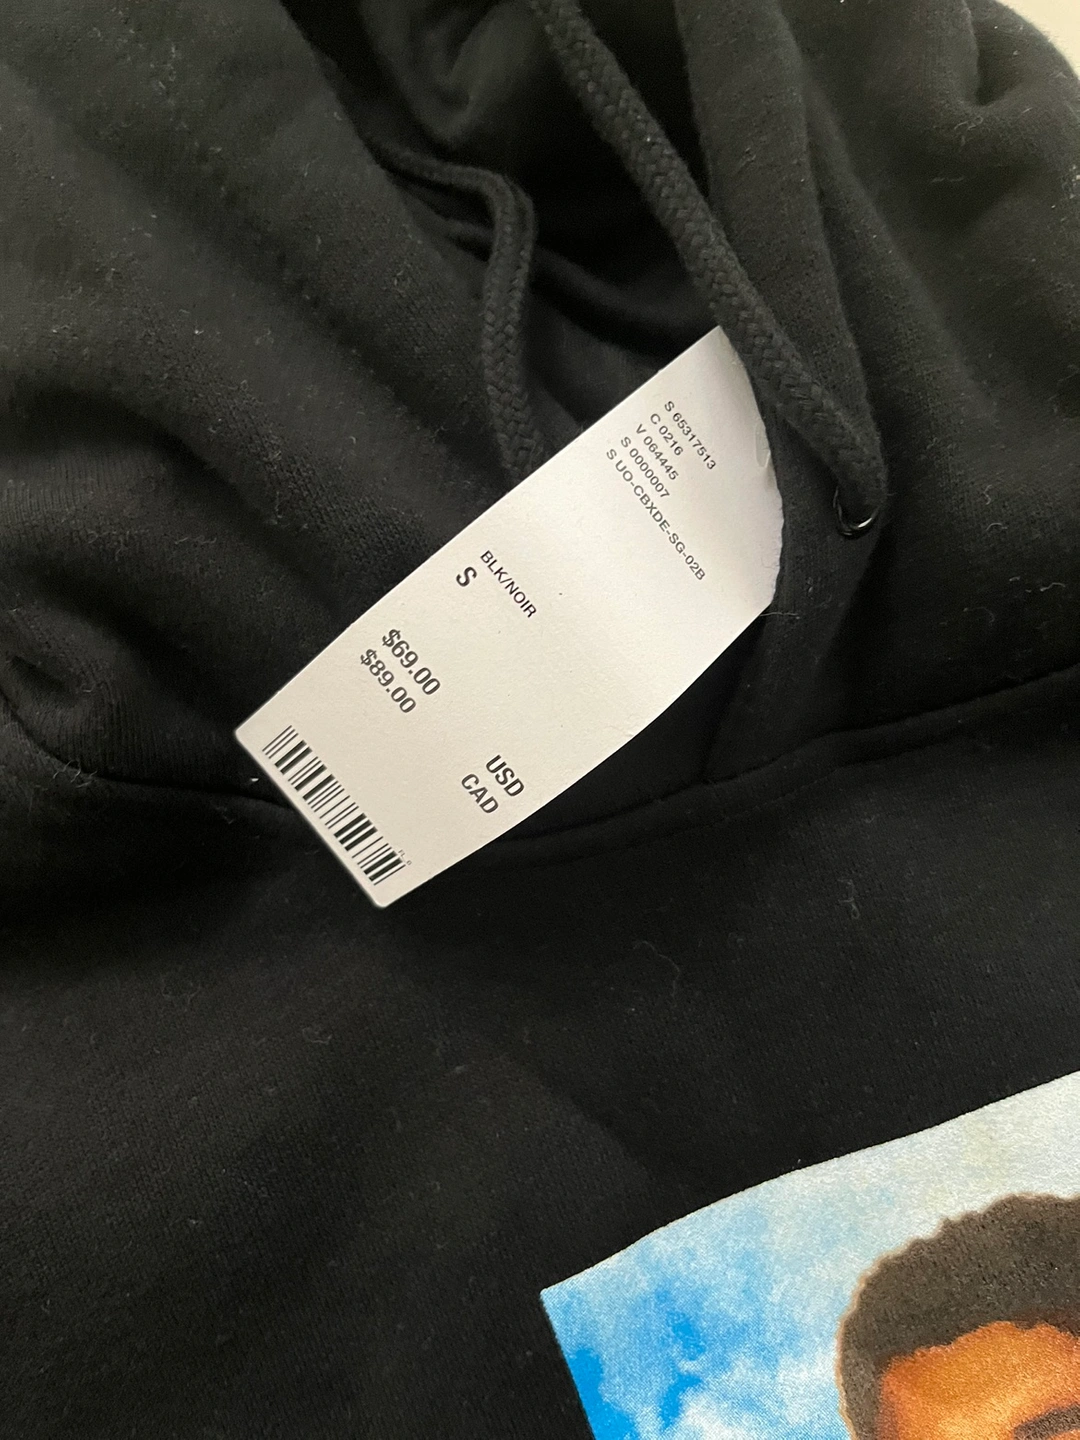 S 65317513
C 0216
V 064445
S 0000007
S UO-CBXDE-SG-02B
BLK/NOIR
S
$69.00 USD
$89.00 CAD